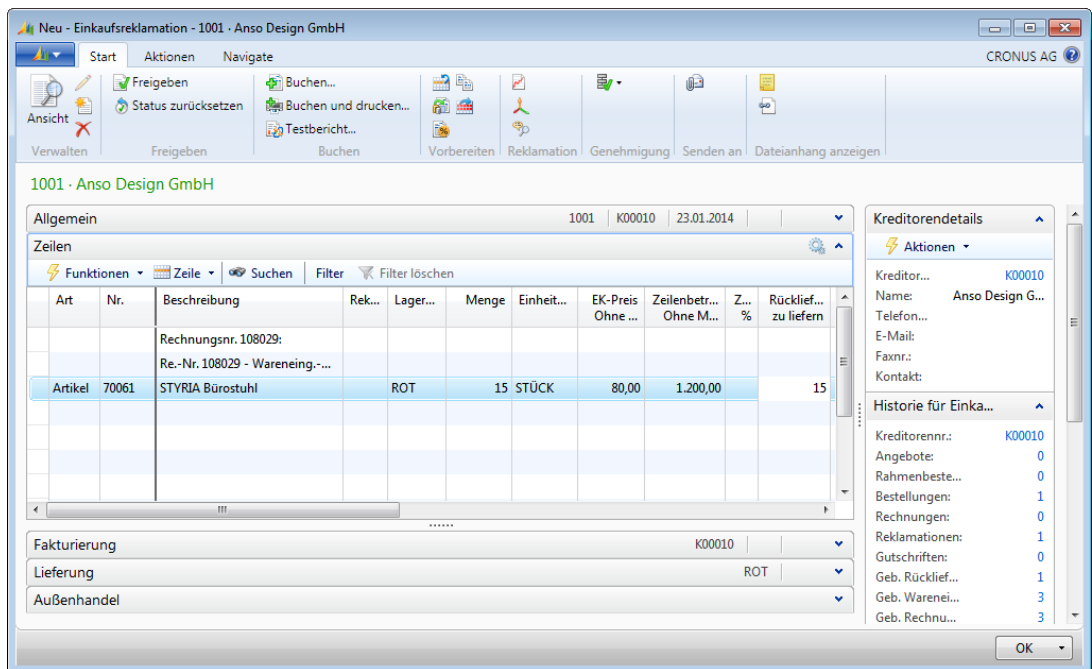 Neu - Einkaufsreklamation - 1001 · Anso Design GmbH
Start Aktionen Navigate CRONUS AG
Ansicht
Freigeben
Status zurücksetzen
Buchen...
Buchen und drucken...
Testbericht...
Verwalten Freigeben Buchen Vorbereiten Reklamation Genehmigung Senden an Dateianhang anzeigen
1001 · Anso Design GmbH
Allgemein 1001 K00010 23.01.2014
Zeilen
Funktionen Zeile Suchen Filter Filter löschen
Art Nr. Beschreibung Rek... Lager... Menge Einheit... EK-Preis Ohne ... Zeilenbetr... Ohne M... Z... % Rücklief... zu liefern
Rechnungsnr. 108029:
Re.-Nr. 108029 - Wareneing.-...
Artikel 70061 STYRIA Bürostuhl ROT 15 STÜCK 80,00 1.200,00 15
Fakturierung K00010
Lieferung ROT
Außenhandel
Kreditorendetails
Aktionen
Kreditor... K00010
Name: Anso Design G...
Telefon...
E-Mail:
Faxnr.:
Kontakt:
Historie für Einka...
Kreditorennr.: K00010
Angebote: 0
Rahmenbeste... 0
Bestellungen: 1
Rechnungen: 0
Reklamationen: 1
Gutschriften: 0
Geb. Rücklief... 1
Geb. Warenei... 3
Geb. Rechnu... 3
OK